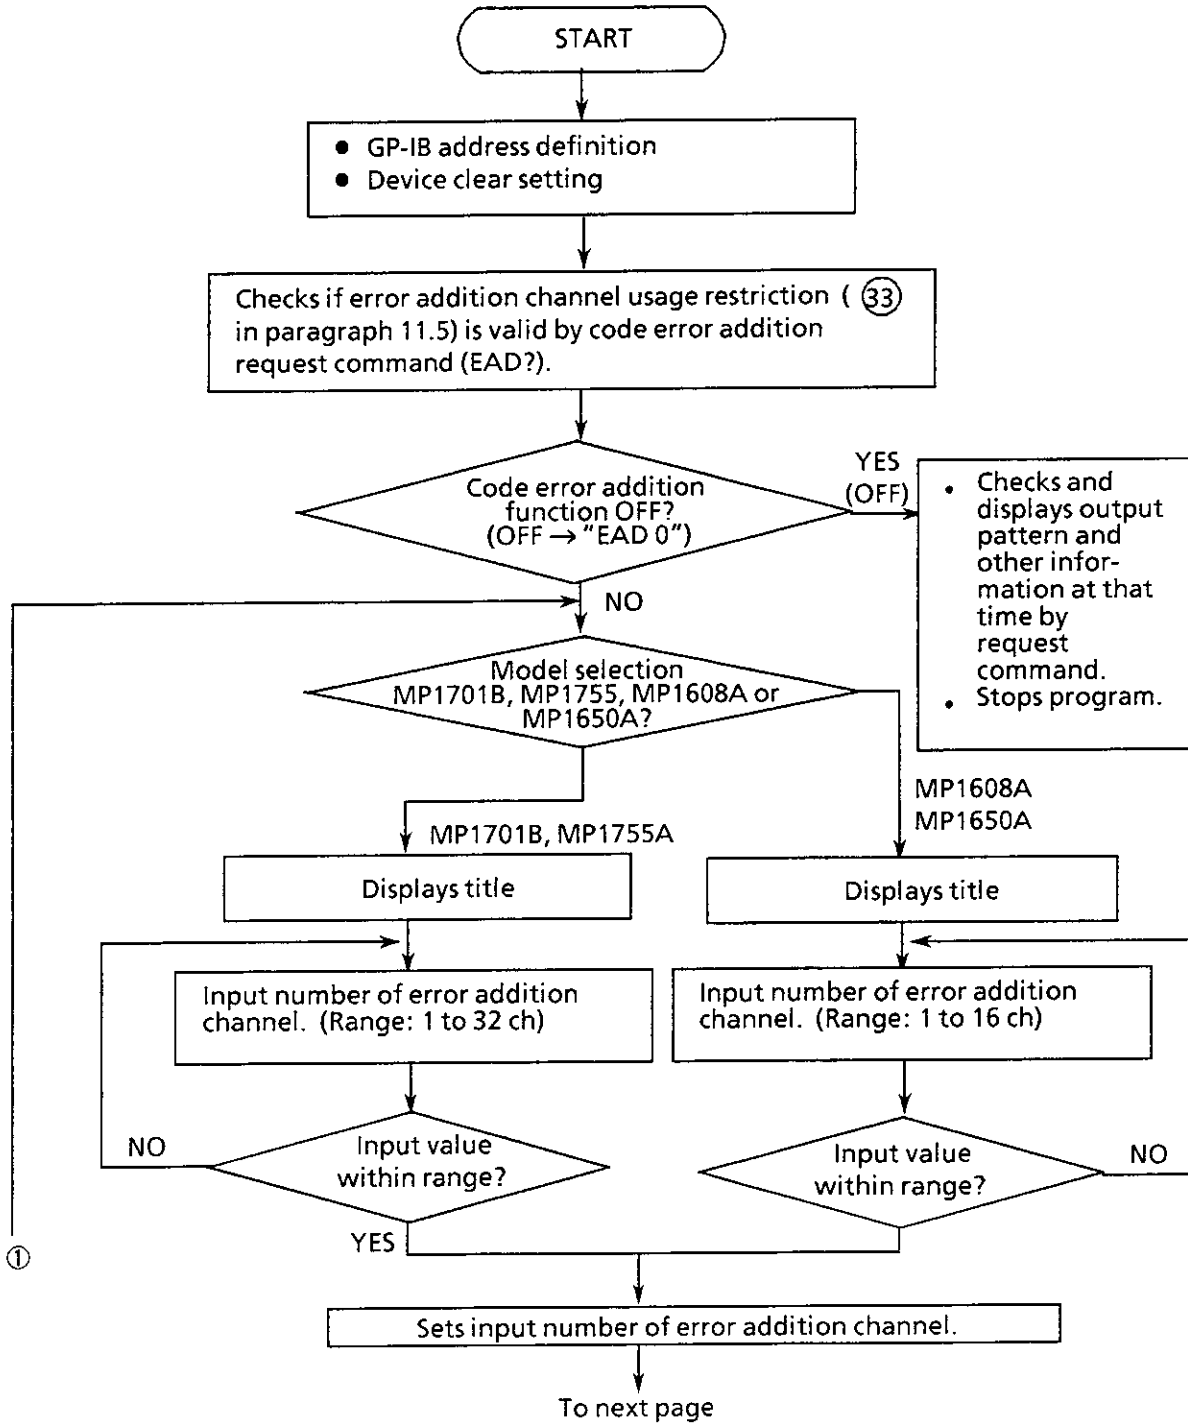 START
● GP-IB address definition
● Device clear setting
Checks if error addition channel usage restriction ( ㉝
in paragraph 11.5) is valid by code error addition
request command (EAD?).
Code error addition
function OFF?
(OFF → "EAD 0")
YES
(OFF)
• Checks and
displays output
pattern and
other infor-
mation at that
time by
request
command.
• Stops program.
NO
Model selection
MP1701B, MP1755, MP1608A or
MP1650A?
MP1608A
MP1650A
MP1701B, MP1755A
Displays title
Displays title
Input number of error addition
channel. (Range: 1 to 32 ch)
Input number of error addition
channel. (Range: 1 to 16 ch)
NO
Input value
within range?
Input value
within range?
NO
YES
①
Sets input number of error addition channel.
To next page